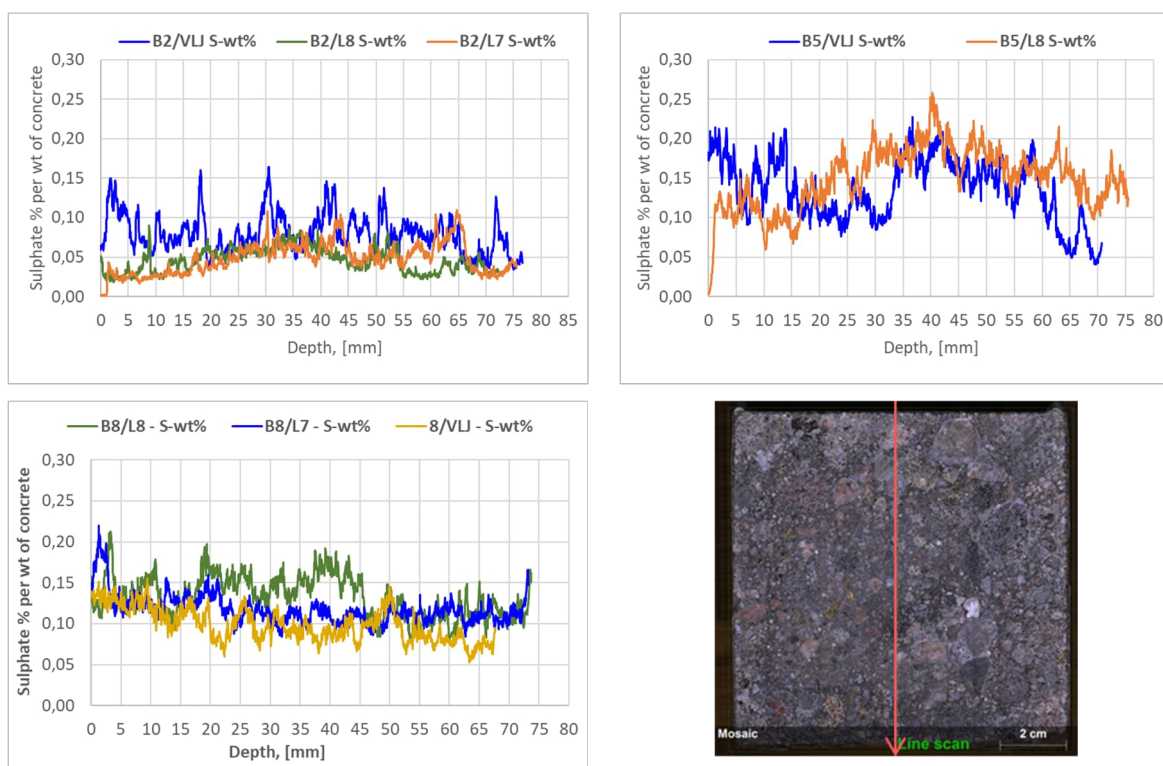 B2/VLJ S-wt% B2/L8 S-wt% B2/L7 S-wt%
0,30
0,25
0,20
0,15
0,10
0,05
0,00
Sulphate % per wt of concrete
0 5 10 15 20 25 30 35 40 45 50 55 60 65 70 75 80 85
Depth, [mm]
B5/VLJ S-wt% B5/L8 S-wt%
0,30
0,25
0,20
0,15
0,10
0,05
0,00
Sulphate % per wt of concrete
0 5 10 15 20 25 30 35 40 45 50 55 60 65 70 75 80
Depth, [mm]
B8/L8 - S-wt% B8/L7 - S-wt% 8/VLJ - S-wt%
0,30
0,25
0,20
0,15
0,10
0,05
0,00
Sulphate % per wt of concrete
0 5 10 15 20 25 30 35 40 45 50 55 60 65 70 75 80
Depth, [mm]
Mosaic
Line scan
2 cm